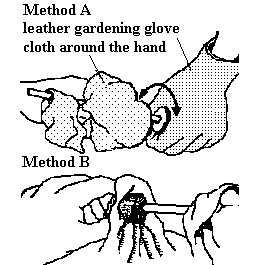 Method A
leather gardening glove
cloth around the hand
Method B